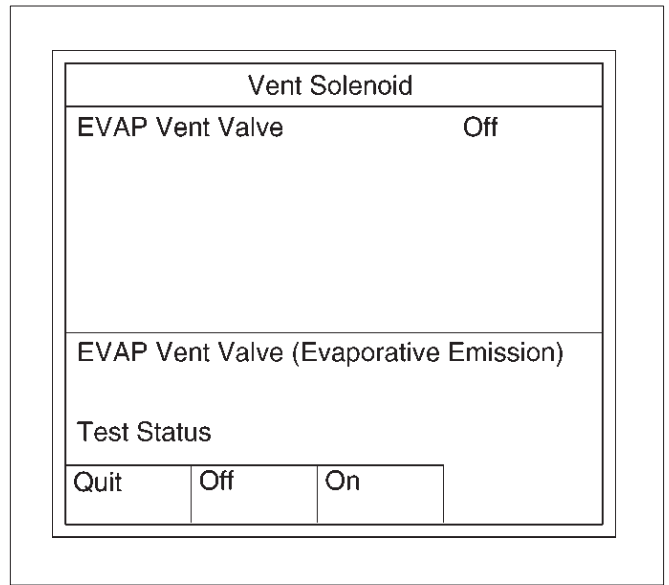 Vent Solenoid
EVAP Vent Valve Off
EVAP Vent Valve (Evaporative Emission)
Test Status
Quit Off On